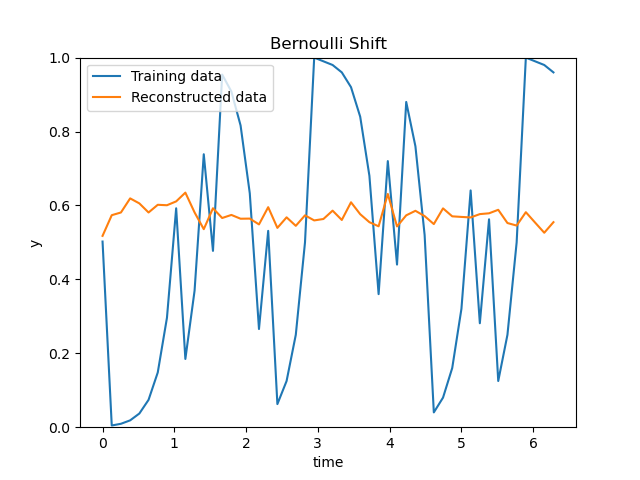 Bernoulli Shift
Training data
Reconstructed data
1.0
0.8
0.6
0.4
0.2
0.0
y
0 1 2 3 4 5 6
time